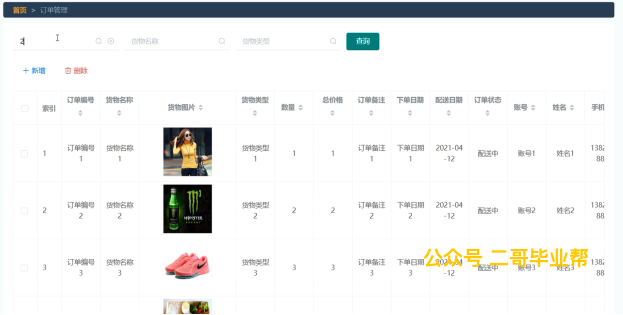 首页 > 订单管理
2 货物名称 货物类型 查询
+ 新增 删除
索引 订单编号 货物名称 货物图片 货物类型 数量 总价格 订单备注 下单日期 配送日期 订单状态 账号 姓名 手机
1 订单编号1 货物名称1 货物类型1 1 1 订单备注1 下单日期1 2021-04-12 配送中 账号1 姓名1 1382 88
2 订单编号2 货物名称2 MONSTER 货物类型2 2 2 订单备注2 下单日期2 2021-04-12 配送中 账号2 姓名2 1382 88
3 订单编号3 货物名称3 货物类型3 3 3 订单备注3 下单日期3 2021-04-12 配送中 账号3 姓名3 1382 88
公众号 二哥毕业帮